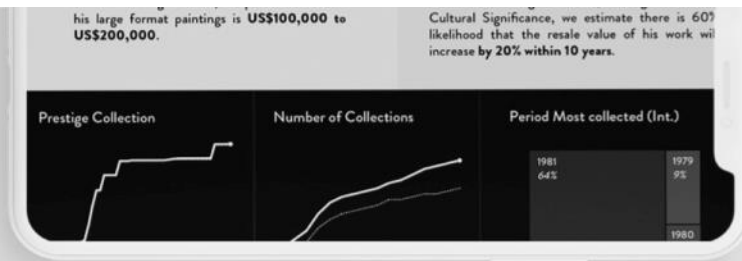 his large format paintings is US$100,000 to
US$200,000.
Cultural Significance, we estimate there is 60%
likelihood that the resale value of his work
increase by 20% within 10 years.
Prestige Collection
Number of Collections
Period Most collected (Int.)
1981
64%
1979
9%
1980